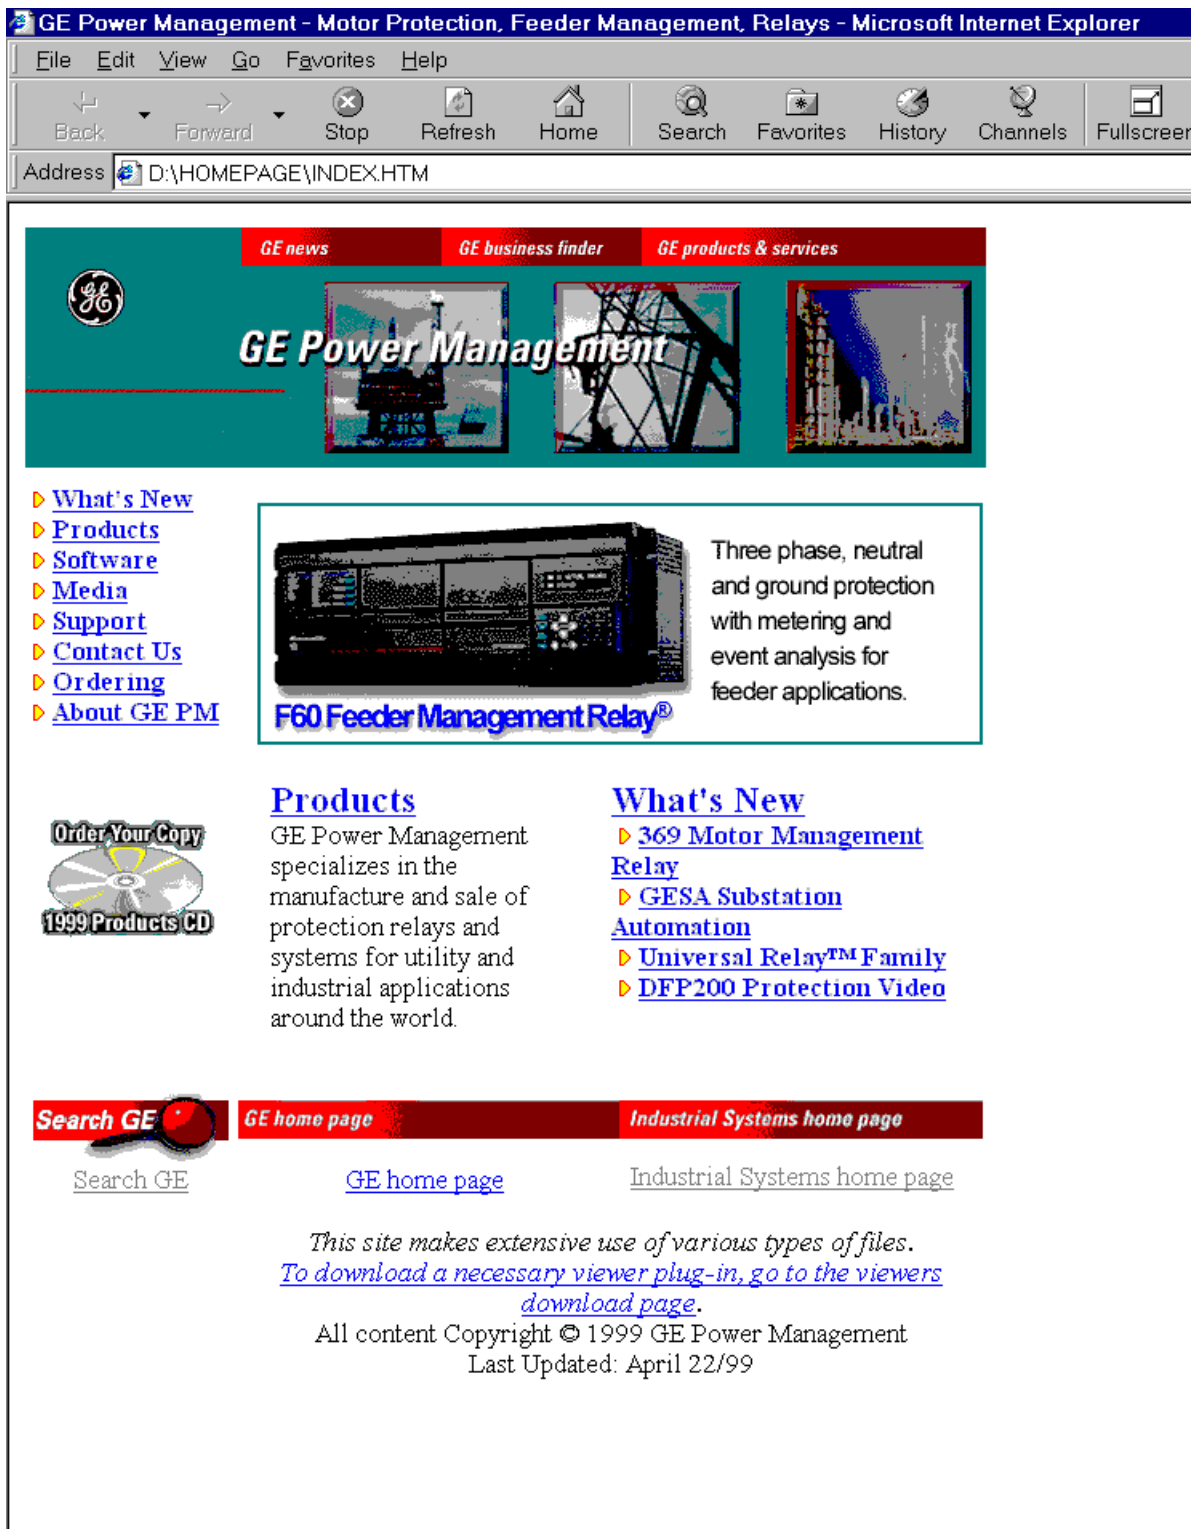 GE Power Management - Motor Protection, Feeder Management, Relays - Microsoft Internet Explorer
File Edit View Go Favorites Help
Back Forward Stop Refresh Home Search Favorites History Channels Fullscreen
Address D:\HOMEPAGE\INDEX.HTM
GE news GE business finder GE products & services
GE
GE Power Management
What's New
Products
Software
Media
Support
Contact Us
Ordering
About GE PM
Three phase, neutral
and ground protection
with metering and
event analysis for
feeder applications.
F60 Feeder Management Relay®
Order Your Copy
1999 Products CD
Products
GE Power Management
specializes in the
manufacture and sale of
protection relays and
systems for utility and
industrial applications
around the world.
What's New
369 Motor Management
Relay
GESA Substation
Automation
Universal Relay™ Family
DFP200 Protection Video
Search GE GE home page Industrial Systems home page
Search GE GE home page Industrial Systems home page
This site makes extensive use of various types of files.
To download a necessary viewer plug-in, go to the viewers
download page.
All content Copyright © 1999 GE Power Management
Last Updated: April 22/99